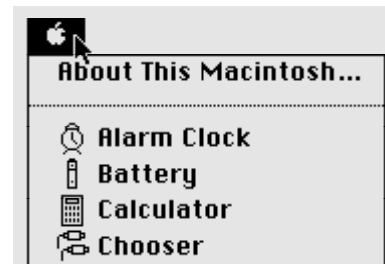 About This Macintosh...
Alarm Clock
Battery
Calculator
Chooser